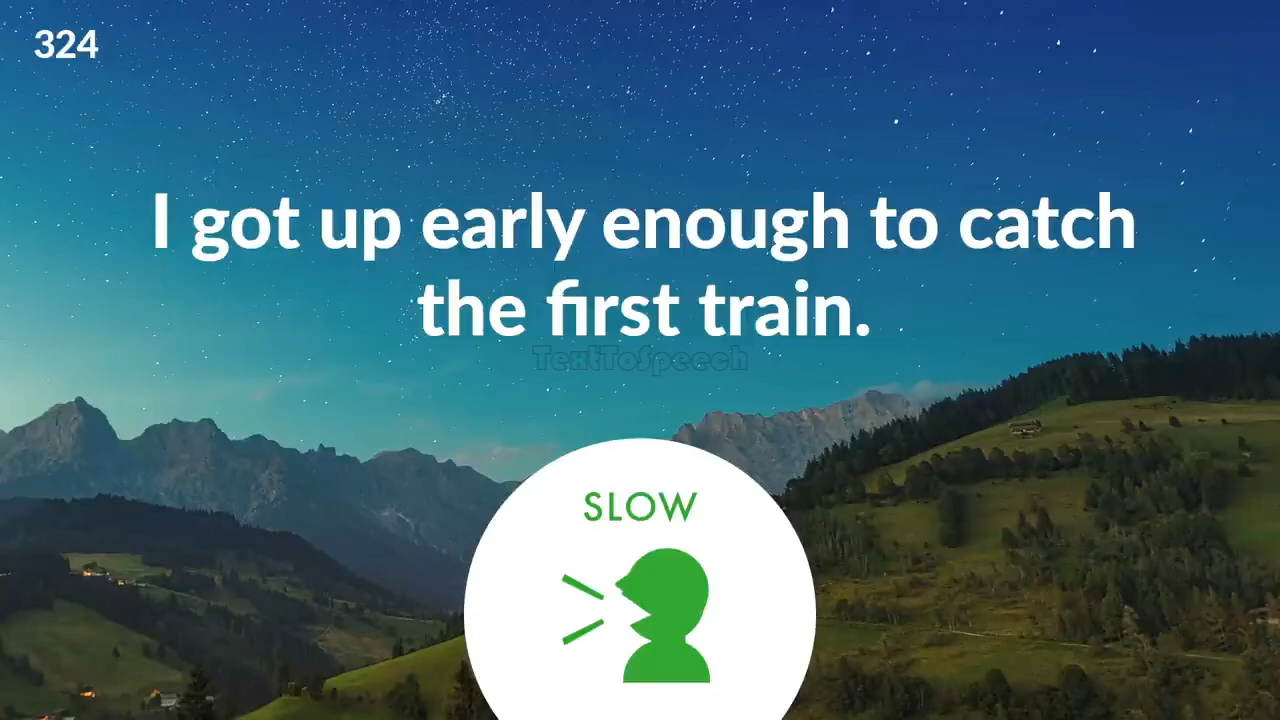 324
I got up early enough to catch
the first train.
TextToSpeech
SLOW